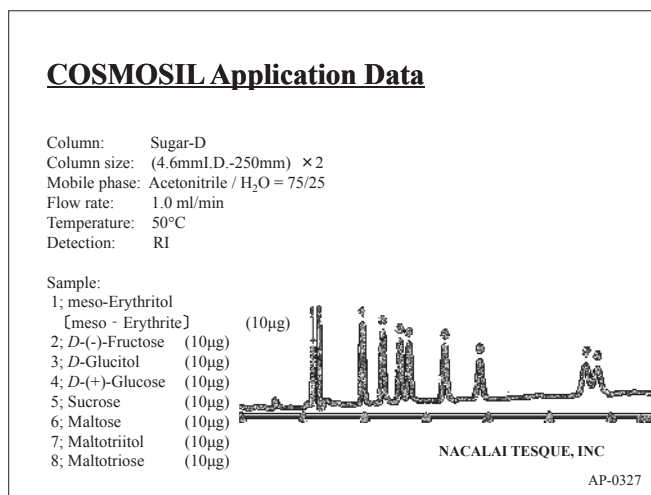 COSMOSIL Application Data
Column: Sugar-D
Column size: (4.6mmI.D.-250mm) ×2
Mobile phase: Acetonitrile / H₂O = 75/25
Flow rate: 1.0 ml/min
Temperature: 50°C
Detection: RI
Sample:
1; meso-Erythritol
〔meso‐Erythrite〕 (10μg)
2; D-(-)-Fructose (10μg)
3; D-Glucitol (10μg)
4; D-(+)-Glucose (10μg)
5; Sucrose (10μg)
6; Maltose (10μg)
7; Maltotriitol (10μg)
8; Maltotriose (10μg)
NACALAI TESQUE, INC
AP-0327